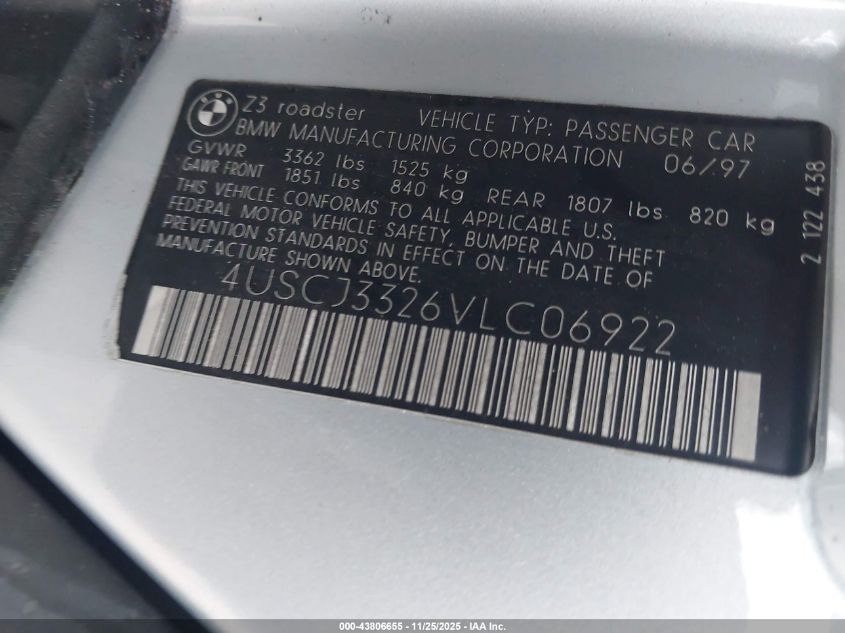 BMW
Z3 roadster VEHICLE TYP: PASSENGER CAR
BMW MANUFACTURING CORPORATION 06/97
GVWR 3362 lbs 1525 kg
GAWR FRONT 1851 lbs 840 kg REAR 1807 lbs 820 kg
THIS VEHICLE CONFORMS TO ALL APPLICABLE U.S.
FEDERAL MOTOR VEHICLE SAFETY, BUMPER AND THEFT
PREVENTION STANDARDS IN EFFECT ON THE DATE OF
MANUFACTURE SHOWN ABOVE.
4USCJ3326VLC06922
2 122 438
000-43806655 - 11/25/2025 - IAA Inc.